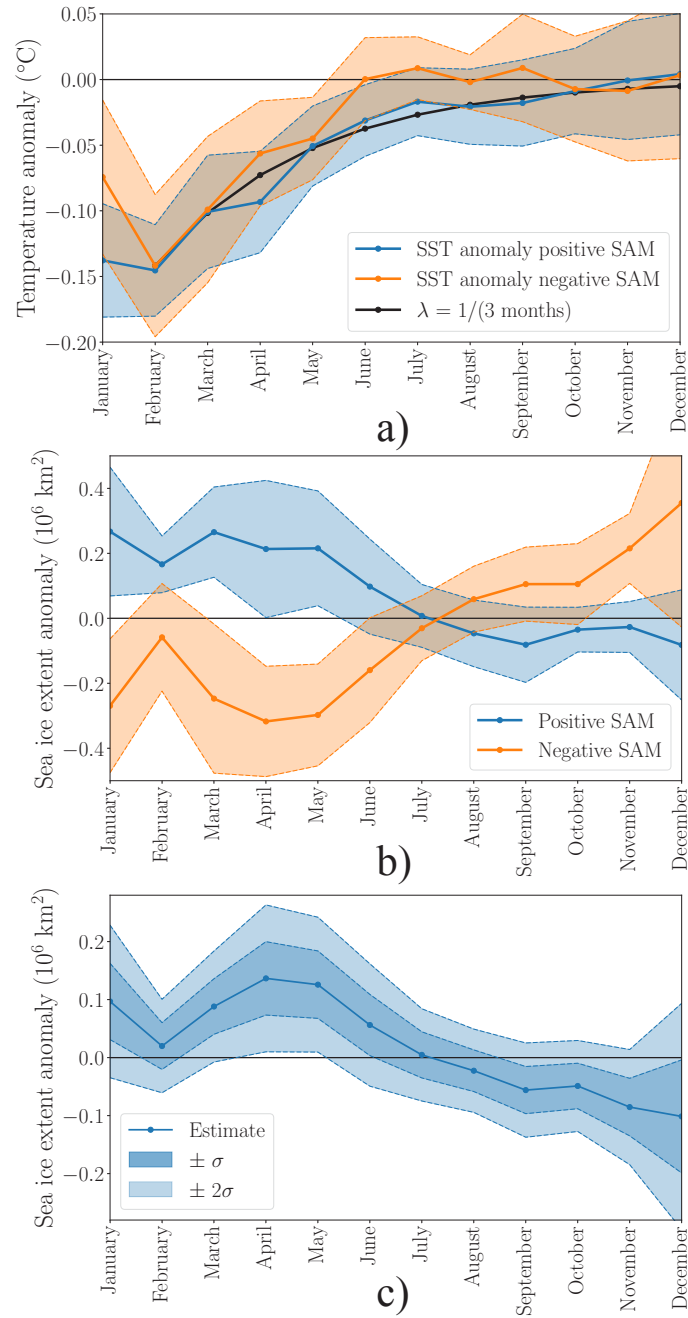 0.05
0.00
−0.05
−0.10
−0.15
−0.20
Temperature anomaly (°C)
SST anomaly positive SAM
SST anomaly negative SAM
λ = 1/(3 months)
January
February
March
April
May
June
July
August
September
October
November
December
a)
0.4
0.2
0.0
−0.2
−0.4
Sea ice extent anomaly (10⁶ km²)
Positive SAM
Negative SAM
January
February
March
April
May
June
July
August
September
October
November
December
b)
0.2
0.1
0.0
−0.1
−0.2
Sea ice extent anomaly (10⁶ km²)
Estimate
± σ
± 2σ
January
February
March
April
May
June
July
August
September
October
November
December
c)